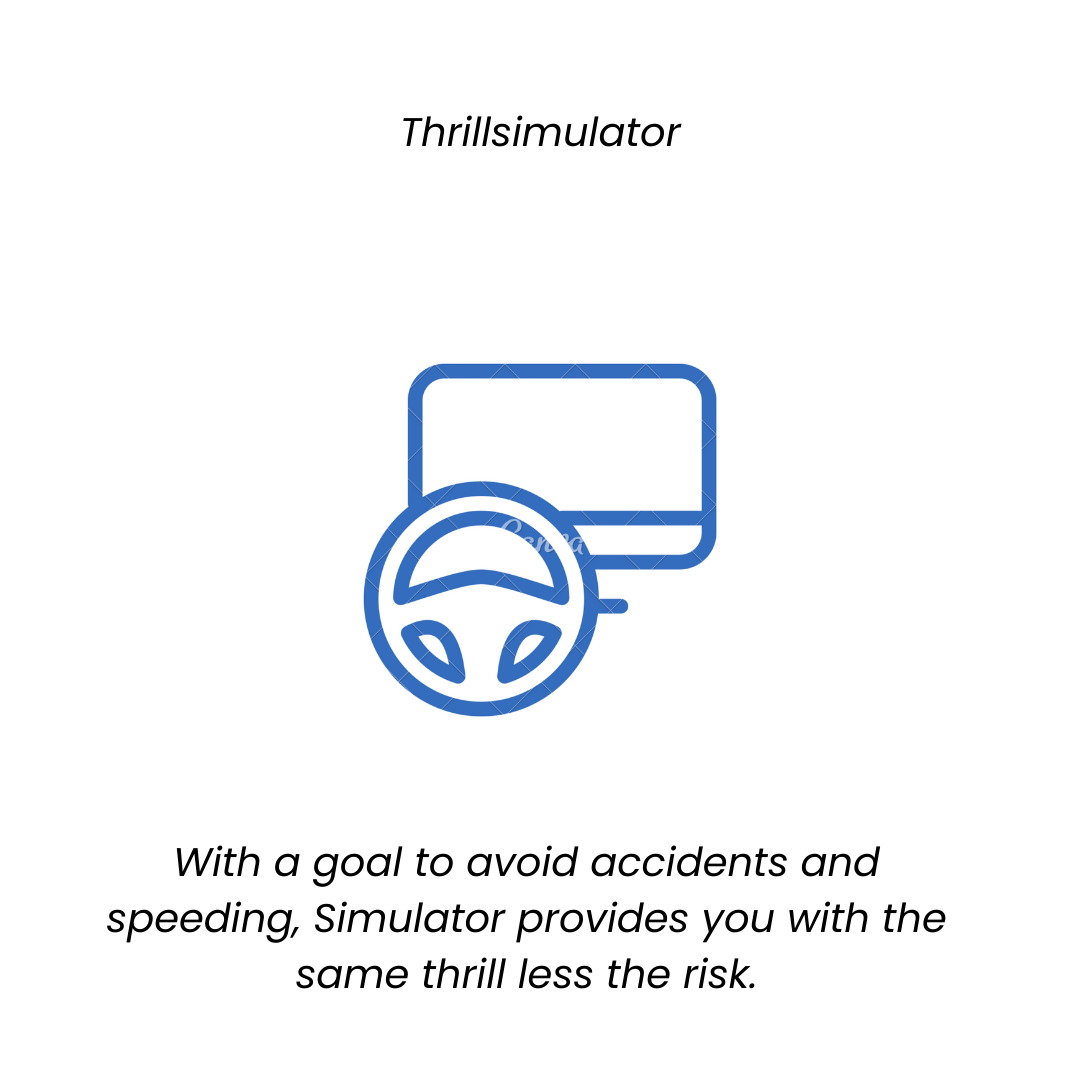 Thrillsimulator
Canva
With a goal to avoid accidents and
speeding, Simulator provides you with the
same thrill less the risk.